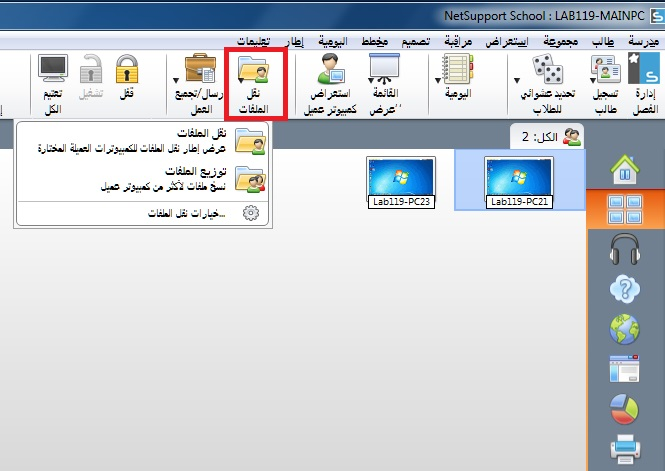 NetSupport School : LAB119-MAINPC
مدرسة طالب مجموعة استعراض مراقبة تصميم مخطط اليومية إطار تعليمات
إدارة الفصل
تسجيل طالب
تحديد عشوائي للطلاب
اليومية
القائمة "عرض
استعراض كمبيوتر عميل
نقل الملفات
رسال/تجميع العمل
قفل
تشغيل
تعتيم الكل
الكل: 2
نقل الملفات
عرض إطار نقل الملفات للكمبيوترات العميلة المختارة
توزيع الملفات
نسخ ملفات لأكثر من كمبيوتر عميل
خيارات نقل الملفات...
Lab119-PC23
Lab119-PC21